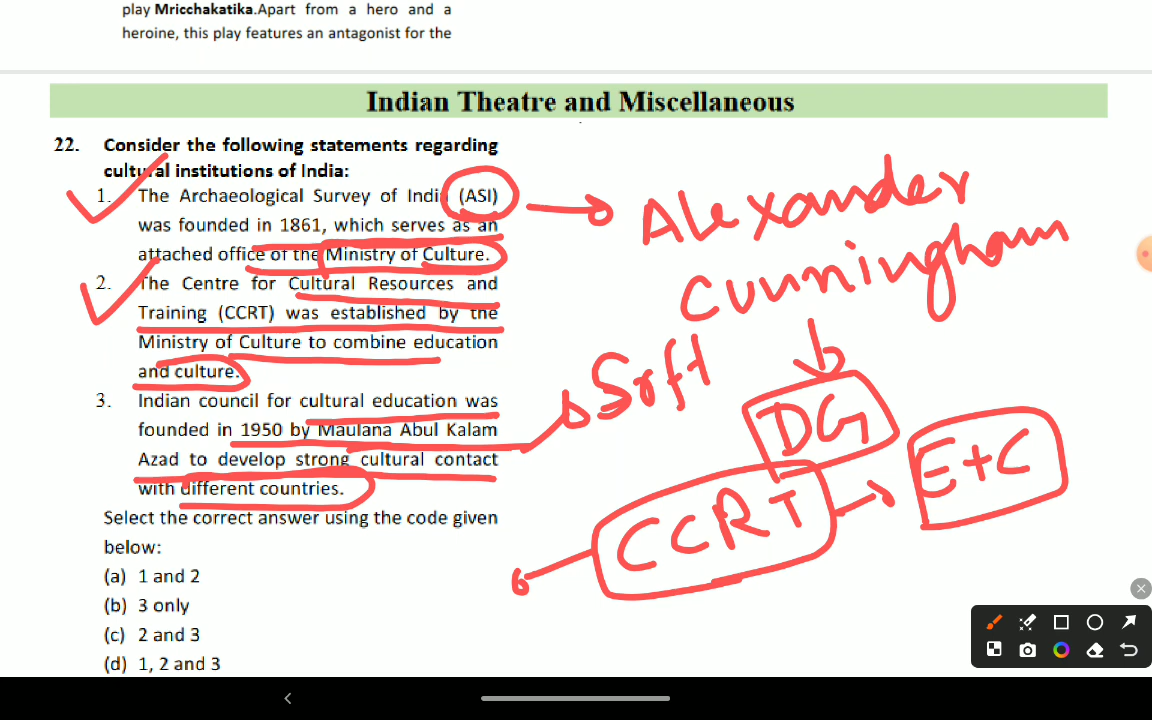 play Mricchakatika.Apart from a hero and a
heroine, this play features an antagonist for the
Indian Theatre and Miscellaneous
22. Consider the following statements regarding
cultural institutions of India:
1. The Archaeological Survey of India (ASI)
was founded in 1861, which serves as an
attached office of the Ministry of Culture.
2. The Centre for Cultural Resources and
Training (CCRT) was established by the
Ministry of Culture to combine education
and culture.
3. Indian council for cultural education was
founded in 1950 by Maulana Abul Kalam
Azad to develop strong cultural contact
with different countries.
Select the correct answer using the code given
below:
(a) 1 and 2
(b) 3 only
(c) 2 and 3
(d) 1, 2 and 3
Alexander
Cunningham
Soft
DG
CCRT
E+C